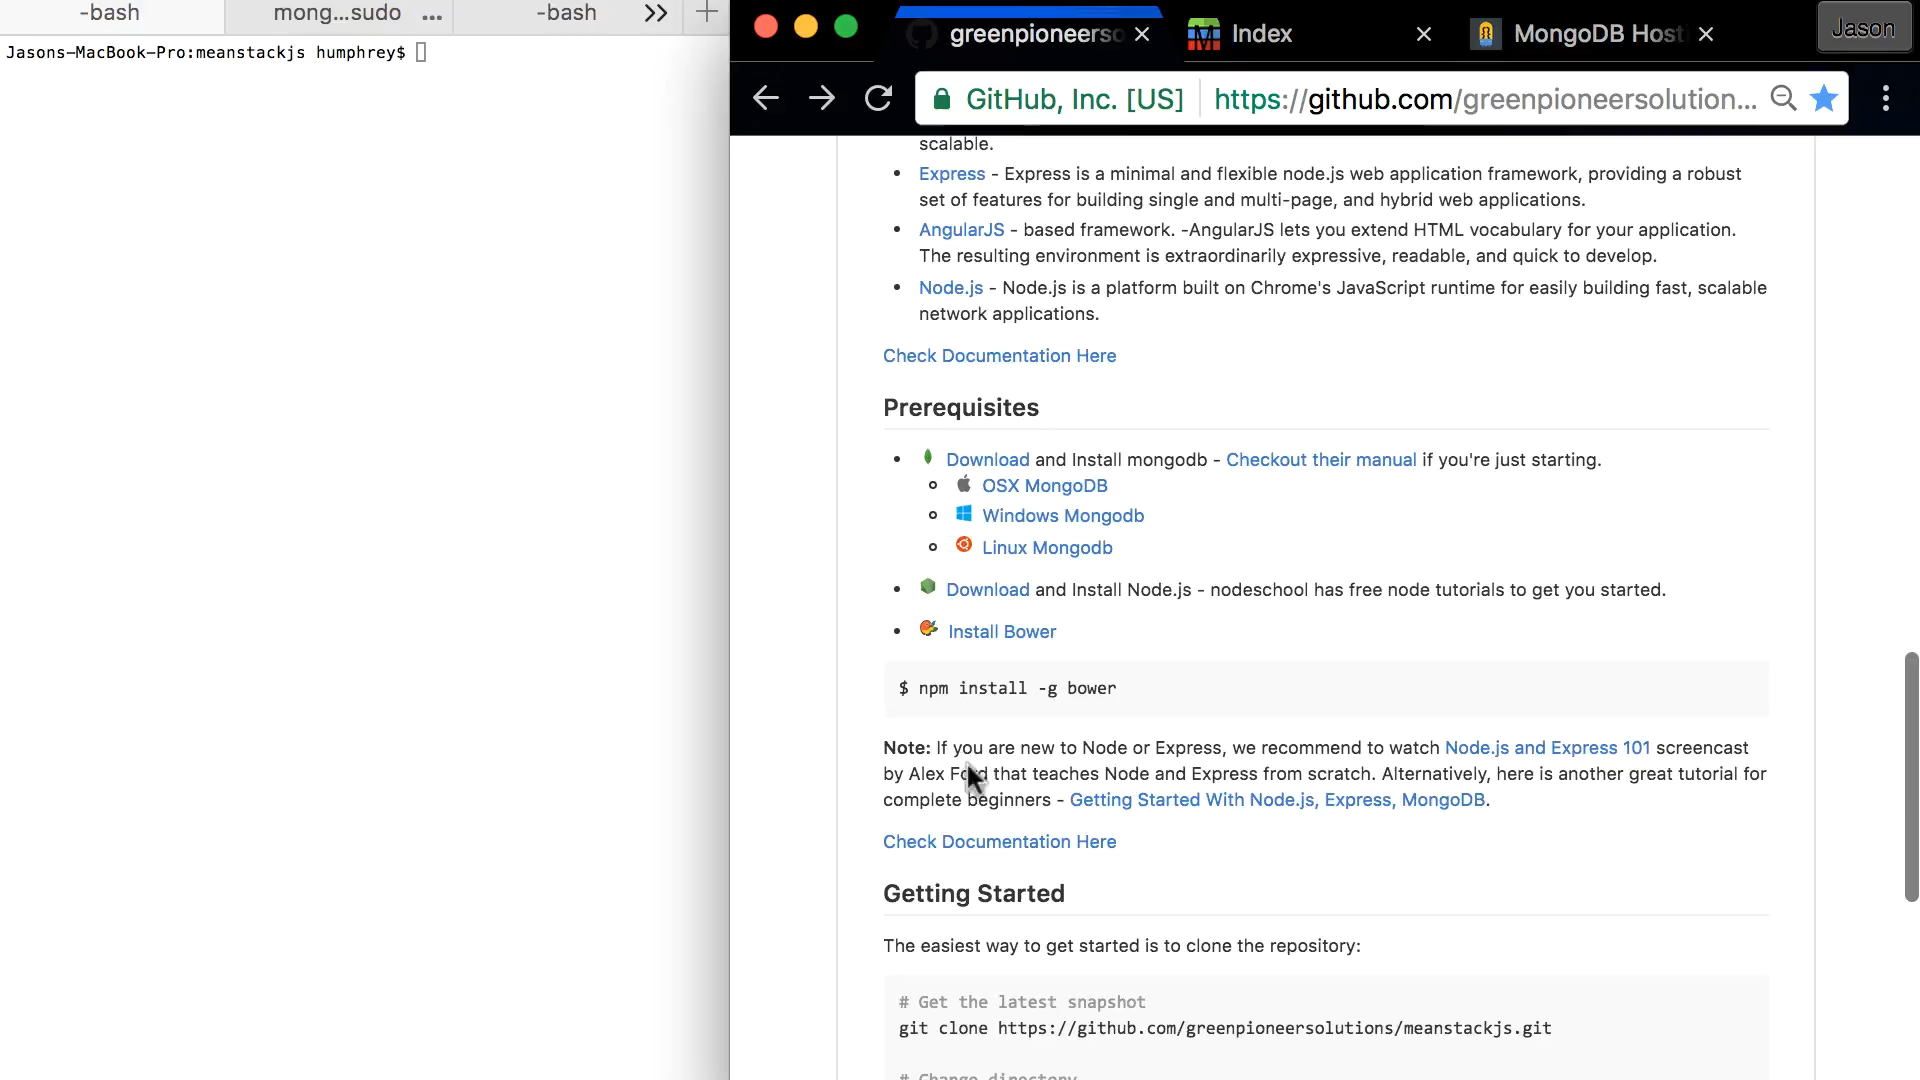 -bash
mong...sudo ...
-bash
Jasons-MacBook-Pro:meanstackjs humphrey$
greenpioneerso
Index
MongoDB Host
Jason
GitHub, Inc. [US]
https://github.com/greenpioneersolution...
scalable.
Express - Express is a minimal and flexible node.js web application framework, providing a robust
set of features for building single and multi-page, and hybrid web applications.
AngularJS - based framework. -AngularJS lets you extend HTML vocabulary for your application.
The resulting environment is extraordinarily expressive, readable, and quick to develop.
Node.js - Node.js is a platform built on Chrome's JavaScript runtime for easily building fast, scalable
network applications.
Check Documentation Here
Prerequisites
Download and Install mongodb - Checkout their manual if you're just starting.
OSX MongoDB
Windows Mongodb
Linux Mongodb
Download and Install Node.js - nodeschool has free node tutorials to get you started.
Install Bower
$ npm install -g bower
Note: If you are new to Node or Express, we recommend to watch Node.js and Express 101 screencast
by Alex Ford that teaches Node and Express from scratch. Alternatively, here is another great tutorial for
complete beginners - Getting Started With Node.js, Express, MongoDB.
Check Documentation Here
Getting Started
The easiest way to get started is to clone the repository:
# Get the latest snapshot
git clone https://github.com/greenpioneersolutions/meanstackjs.git
# Change directory